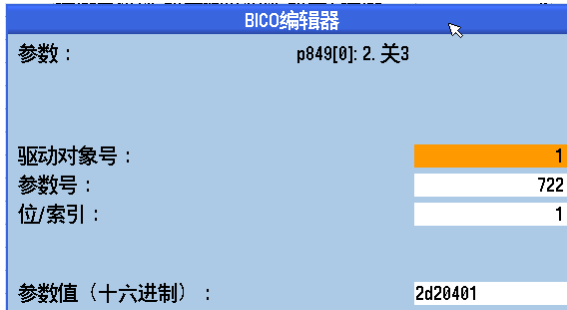 BICO编辑器
参数： p849[0]: 2. 关3
驱动对象号： 1
参数号： 722
位/索引： 1
参数值（十六进制）： 2d20401